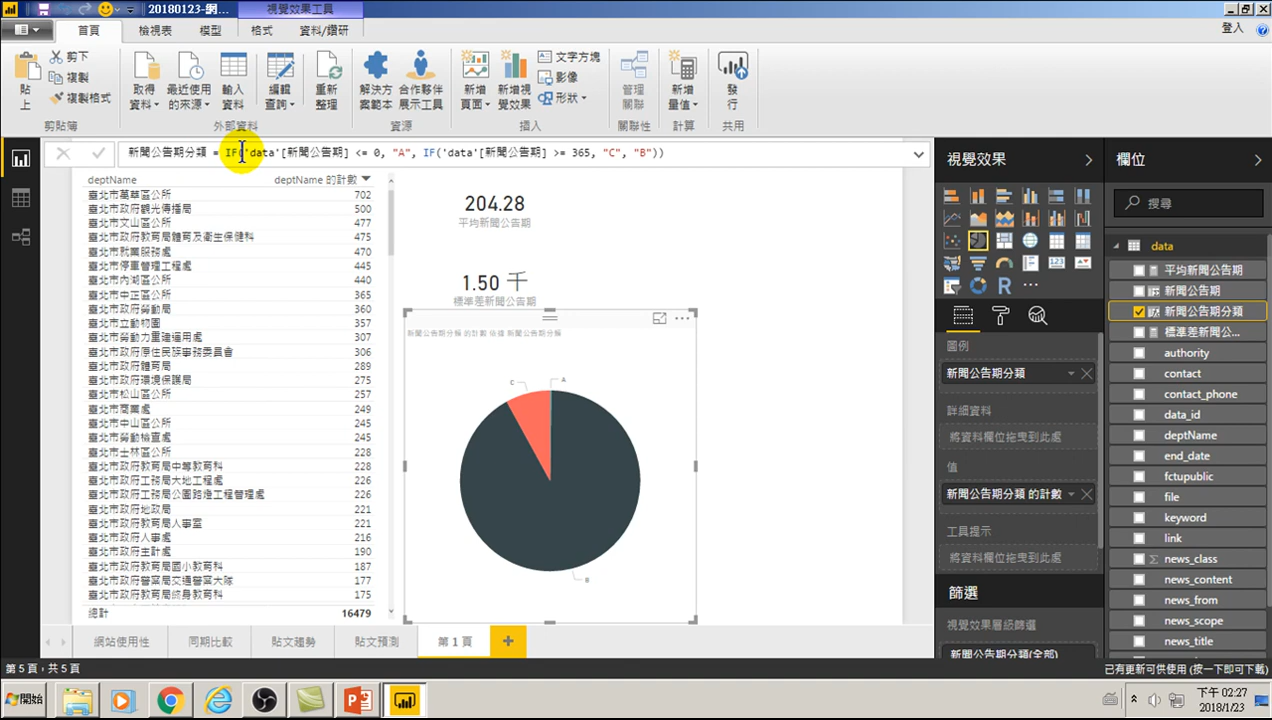 20180123-網...
視覺效果工具
首頁
檢視表
模型
格式
資料/鑽研
登入
貼上
剪下
複製
複製格式
剪貼簿
取得資料
最近使用的來源
輸入資料
編輯查詢
重新整理
外部資料
解決方案範本
合作夥伴展示工具
資源
新增頁面
新增視覺效果
文字方塊
影像
形狀
插入
管理關聯
關聯性
新增量值
計算
發行
共用
新聞公告期分類 = IF('data'[新聞公告期] <= 0, "A", IF('data'[新聞公告期] >= 365, "C", "B"))
deptName deptName 的計數
臺北市萬華區公所 702
臺北市政府觀光傳播局 500
臺北市文山區公所 477
臺北市政府教育局體育及衛生保健科 475
臺北市就業服務處 470
臺北市停車管理工程處 445
臺北市內湖區公所 440
臺北市中正區公所 365
臺北市政府勞動局 360
臺北市立動物園 357
臺北市勞動力重建運用處 307
臺北市政府原住民族事務委員會 306
臺北市政府體育局 289
臺北市政府環境保護局 275
臺北市松山區公所 257
臺北市商業處 249
臺北市中山區公所 245
臺北市勞動檢查處 245
臺北市士林區公所 228
臺北市政府教育局中等教育科 228
臺北市政府工務局大地工程處 226
臺北市政府工務局公園路燈工程管理處 226
臺北市政府地政局 221
臺北市政府教育局人事室 221
臺北市政府人事處 216
臺北市政府主計處 190
臺北市政府教育局國小教育科 187
臺北市政府警察局交通警察大隊 177
臺北市政府教育局終身教育科 175
總計 16479
204.28
平均新聞公告期
1.50 千
標準差新聞公告期
新聞公告期分類 的計數 依據 新聞公告期分類
C
A
B
視覺效果
R
圖例
新聞公告期分類
詳細資料
將資料欄位拖曳到此處
值
新聞公告期分類 的計數
工具提示
將資料欄位拖曳到此處
篩選
視覺效果層級篩選
新聞公告期分類(全部)
欄位
搜尋
data
平均新聞公告期
新聞公告期
新聞公告期分類
標準差新聞公...
authority
contact
contact_phone
data_id
deptName
end_date
fctupublic
file
keyword
link
news_class
news_content
news_from
news_scope
news_title
網站使用性
同期比較
貼文趨勢
貼文預測
第 1 頁
第 5 頁，共 5 頁
已有更新可供使用 (按一下即可下載)
開始
下午 02:27
2018/1/23